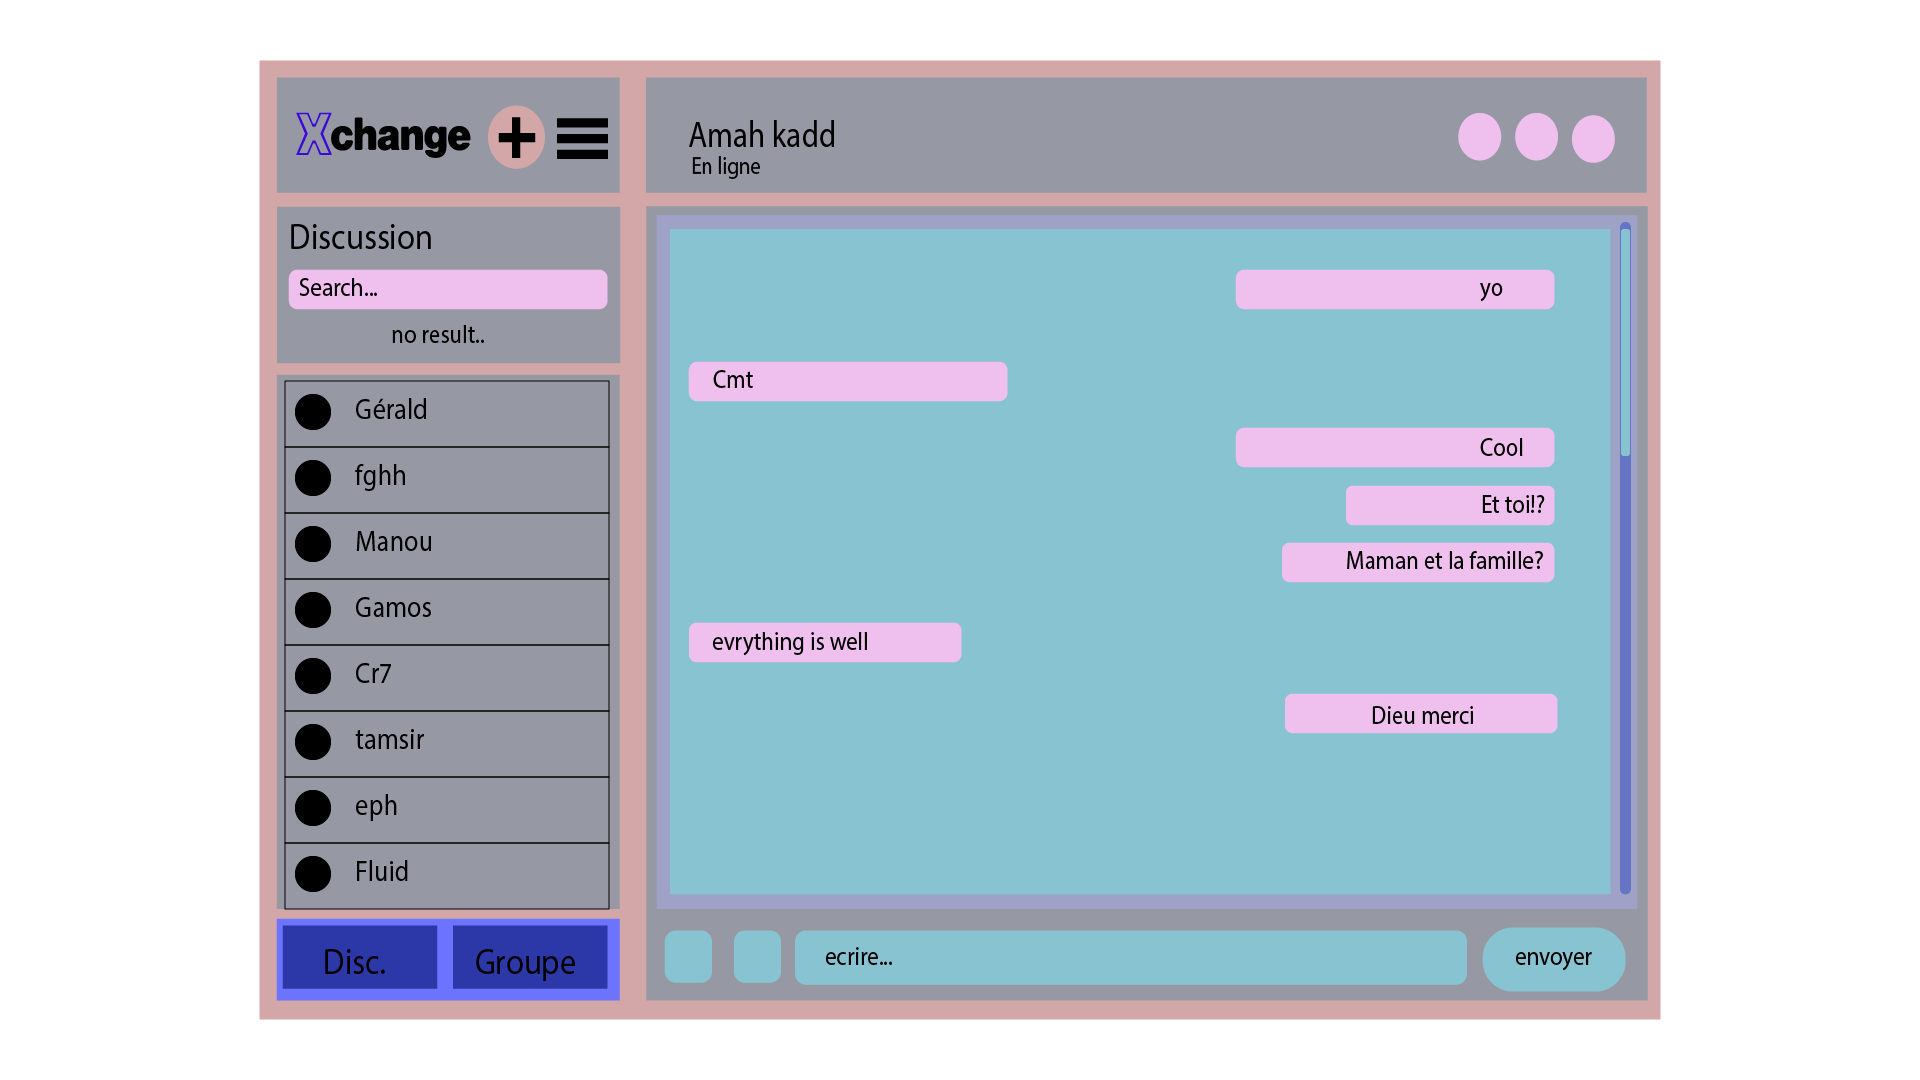 Xchange
Discussion
Search...
no result..
Gérald
fghh
Manou
Gamos
Cr7
tamsir
eph
Fluid
Disc.
Groupe
Amah kadd
En ligne
yo
Cmt
Cool
Et toi!?
Maman et la famille?
evrything is well
Dieu merci
ecrire...
envoyer